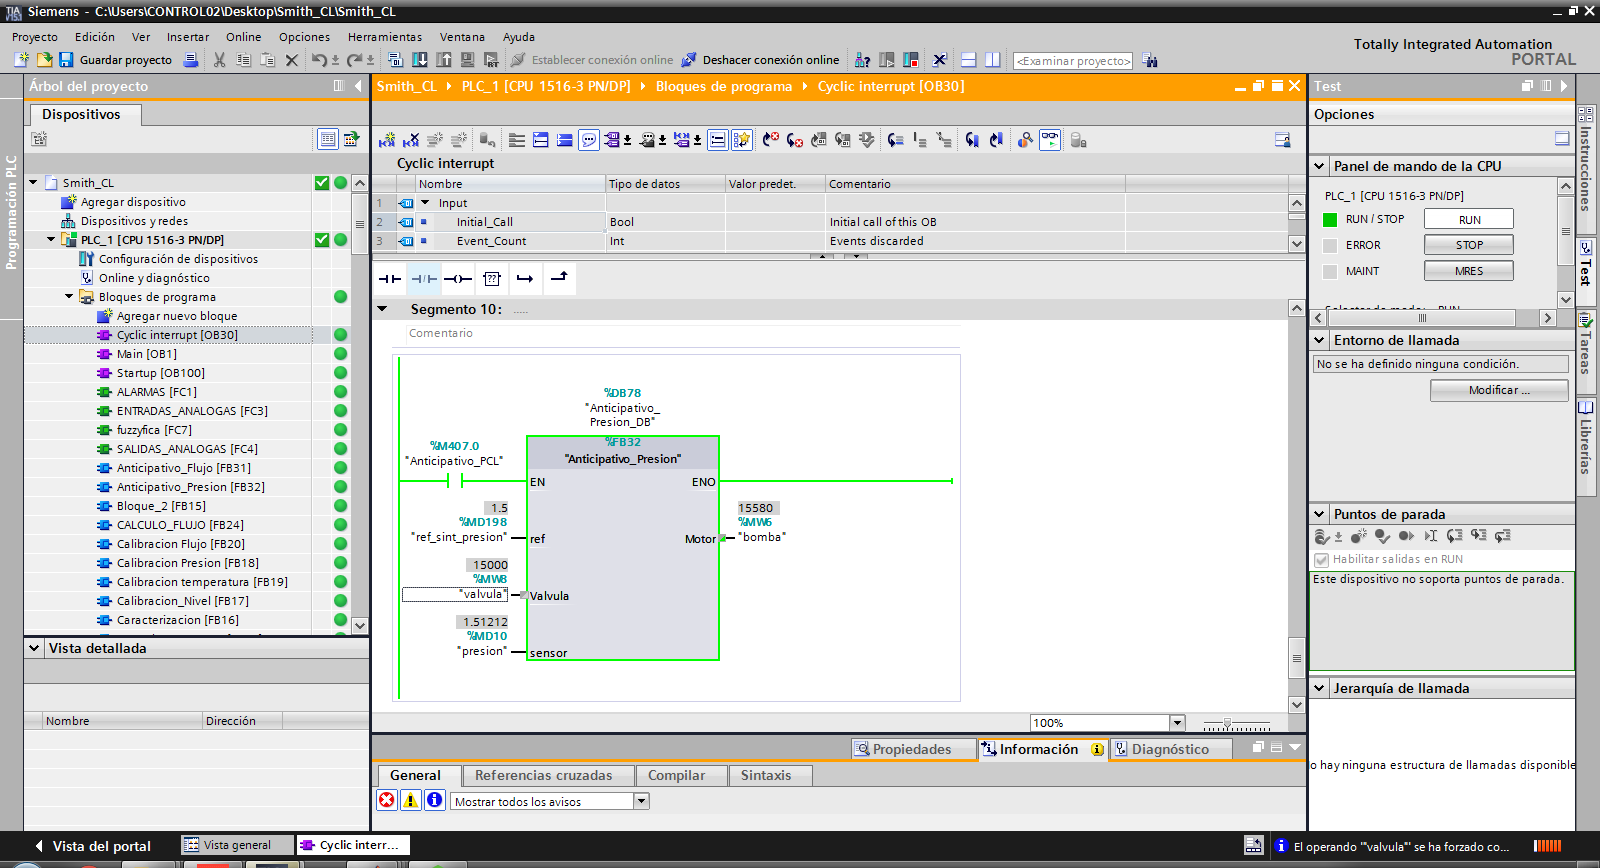 Siemens - C:\Users\CONTROL02\Desktop\Smith_CL\Smith_CL
Proyecto Edición Ver Insertar Online Opciones Herramientas Ventana Ayuda
Guardar proyecto Establecer conexión online Deshacer conexión online <Examinar proyecto>
Totally Integrated Automation
PORTAL
Árbol del proyecto
Dispositivos
Programación PLC
Smith_CL
Agregar dispositivo
Dispositivos y redes
PLC_1 [CPU 1516-3 PN/DP]
Configuración de dispositivos
Online y diagnóstico
Bloques de programa
Agregar nuevo bloque
Cyclic interrupt [OB30]
Main [OB1]
Startup [OB100]
ALARMAS [FC1]
ENTRADAS_ANALOGAS [FC3]
fuzzyfica [FC7]
SALIDAS_ANALOGAS [FC4]
Anticipativo_Flujo [FB31]
Anticipativo_Presion [FB32]
Bloque_2 [FB15]
CALCULO_FLUJO [FB24]
Calibracion Flujo [FB20]
Calibracion Presion [FB18]
Calibracion temperatura [FB19]
Calibracion_Nivel [FB17]
Caracterizacion [FB16]
Vista detallada
Nombre Dirección
Smith_CL PLC_1 [CPU 1516-3 PN/DP] Bloques de programa Cyclic interrupt [OB30]
Cyclic interrupt
Nombre Tipo de datos Valor predet. Comentario
1 Input
2 Initial_Call Bool Initial call of this OB
3 Event_Count Int Events discarded
??
Segmento 10: .....
Comentario
%DB78
"Anticipativo_
Presion_DB"
%FB32
"Anticipativo_Presion"
%M407.0
"Anticipativo_PCL"
EN ENO
1.5
%MD198
"ref_sint_presion" ref
15580
%MW6
Motor "bomba"
15000
%MW8
"valvula" Valvula
1.51212
%MD10
"presion" sensor
100%
Propiedades Información Diagnóstico
General Referencias cruzadas Compilar Sintaxis
Mostrar todos los avisos
Test
Opciones
Panel de mando de la CPU
PLC_1 [CPU 1516-3 PN/DP]
RUN / STOP RUN
ERROR STOP
MAINT MRES
Entorno de llamada
No se ha definido ninguna condición.
Modificar ...
Puntos de parada
Habilitar salidas en RUN
Este dispositivo no soporta puntos de parada.
Jerarquía de llamada
o hay ninguna estructura de llamadas disponible
Instrucciones
Test
Tareas
Librerías
Vista del portal Vista general Cyclic interr... El operando '"valvula"' se ha forzado co...